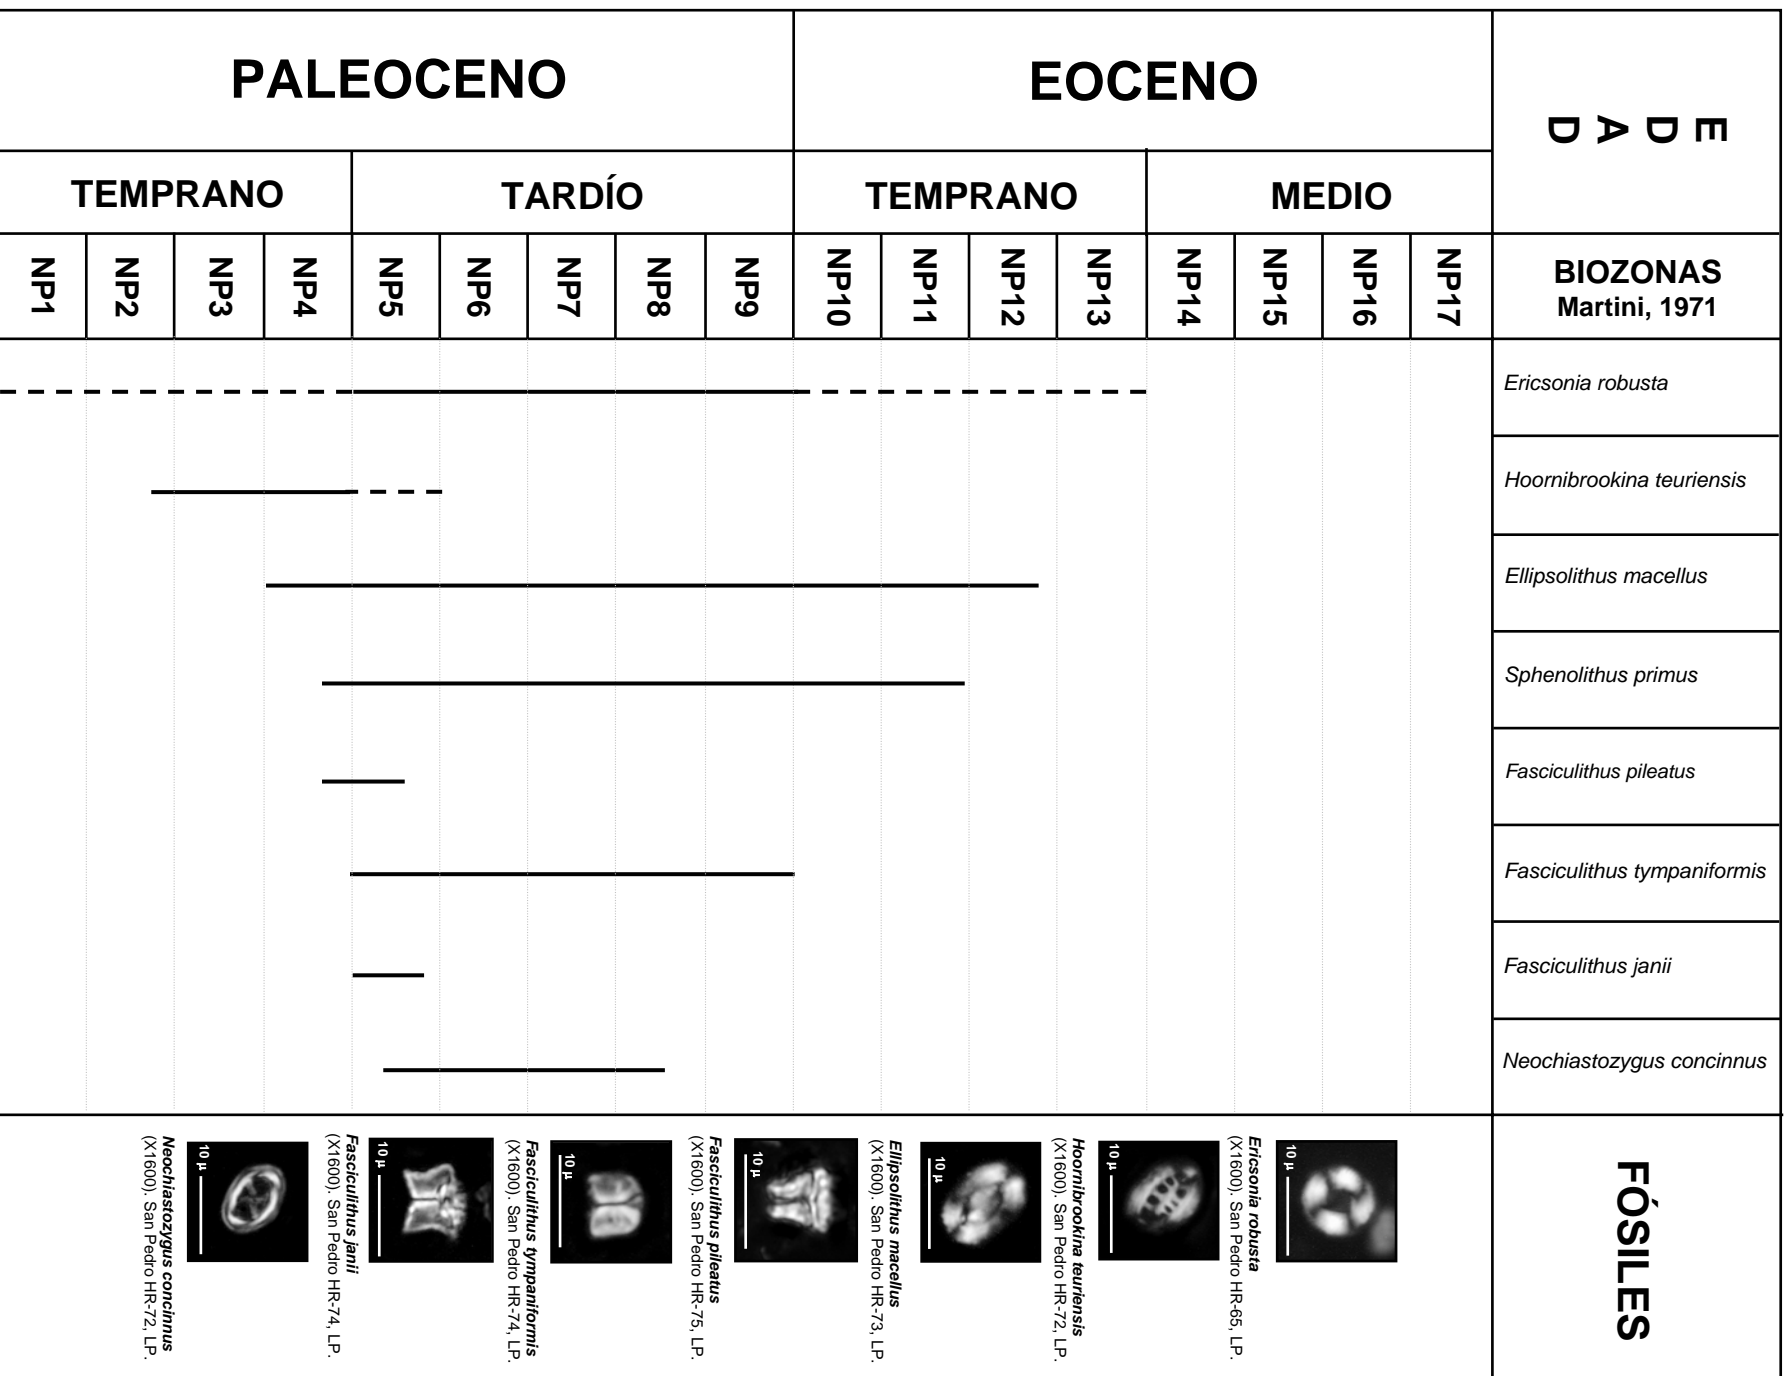 PALEOCENO
EOCENO
EDAD
TEMPRANO
TARDÍO
TEMPRANO
MEDIO
NP1
NP2
NP3
NP4
NP5
NP6
NP7
NP8
NP9
NP10
NP11
NP12
NP13
NP14
NP15
NP16
NP17
BIOZONAS
Martini, 1971
Ericsonia robusta
Hoornibrookina teuriensis
Ellipsolithus macellus
Sphenolithus primus
Fasciculithus pileatus
Fasciculithus tympaniformis
Fasciculithus janii
Neochiastozygus concinnus
10 µ
Neochiastozygus concinnus
(X1600). San Pedro HR-72, LP.
10 µ
Fasciculithus janii
(X1600). San Pedro HR-74, LP.
10 µ
Fasciculithus tympaniformis
(X1600). San Pedro HR-74, LP.
10 µ
Fasciculithus pileatus
(X1600). San Pedro HR-75, LP.
10 µ
Ellipsolithus macellus
(X1600). San Pedro HR-73, LP.
10 µ
Hoornibrookina teuriensis
(X1600). San Pedro HR-72, LP.
10 µ
Ericsonia robusta
(X1600). San Pedro HR-65, LP.
FÓSILES